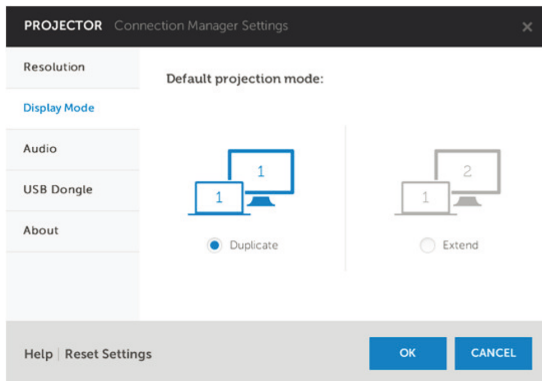 PROJECTOR Connection Manager Settings ×
Resolution
Display Mode
Audio
USB Dongle
About
Default projection mode:
1
1
Duplicate
2
1
Extend
Help | Reset Settings
OK
CANCEL